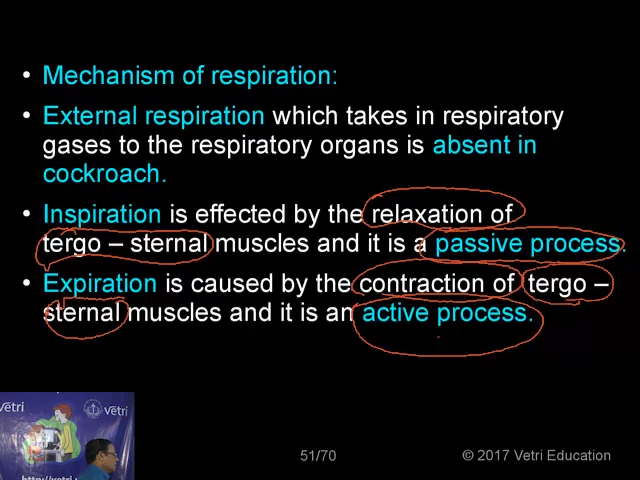 • Mechanism of respiration:
• External respiration which takes in respiratory
gases to the respiratory organs is absent in
cockroach.
• Inspiration is effected by the relaxation of
tergo – sternal muscles and it is a passive process.
• Expiration is caused by the contraction of tergo –
sternal muscles and it is an active process.
Vetri
Vetri
51/70
© 2017 Vetri Education